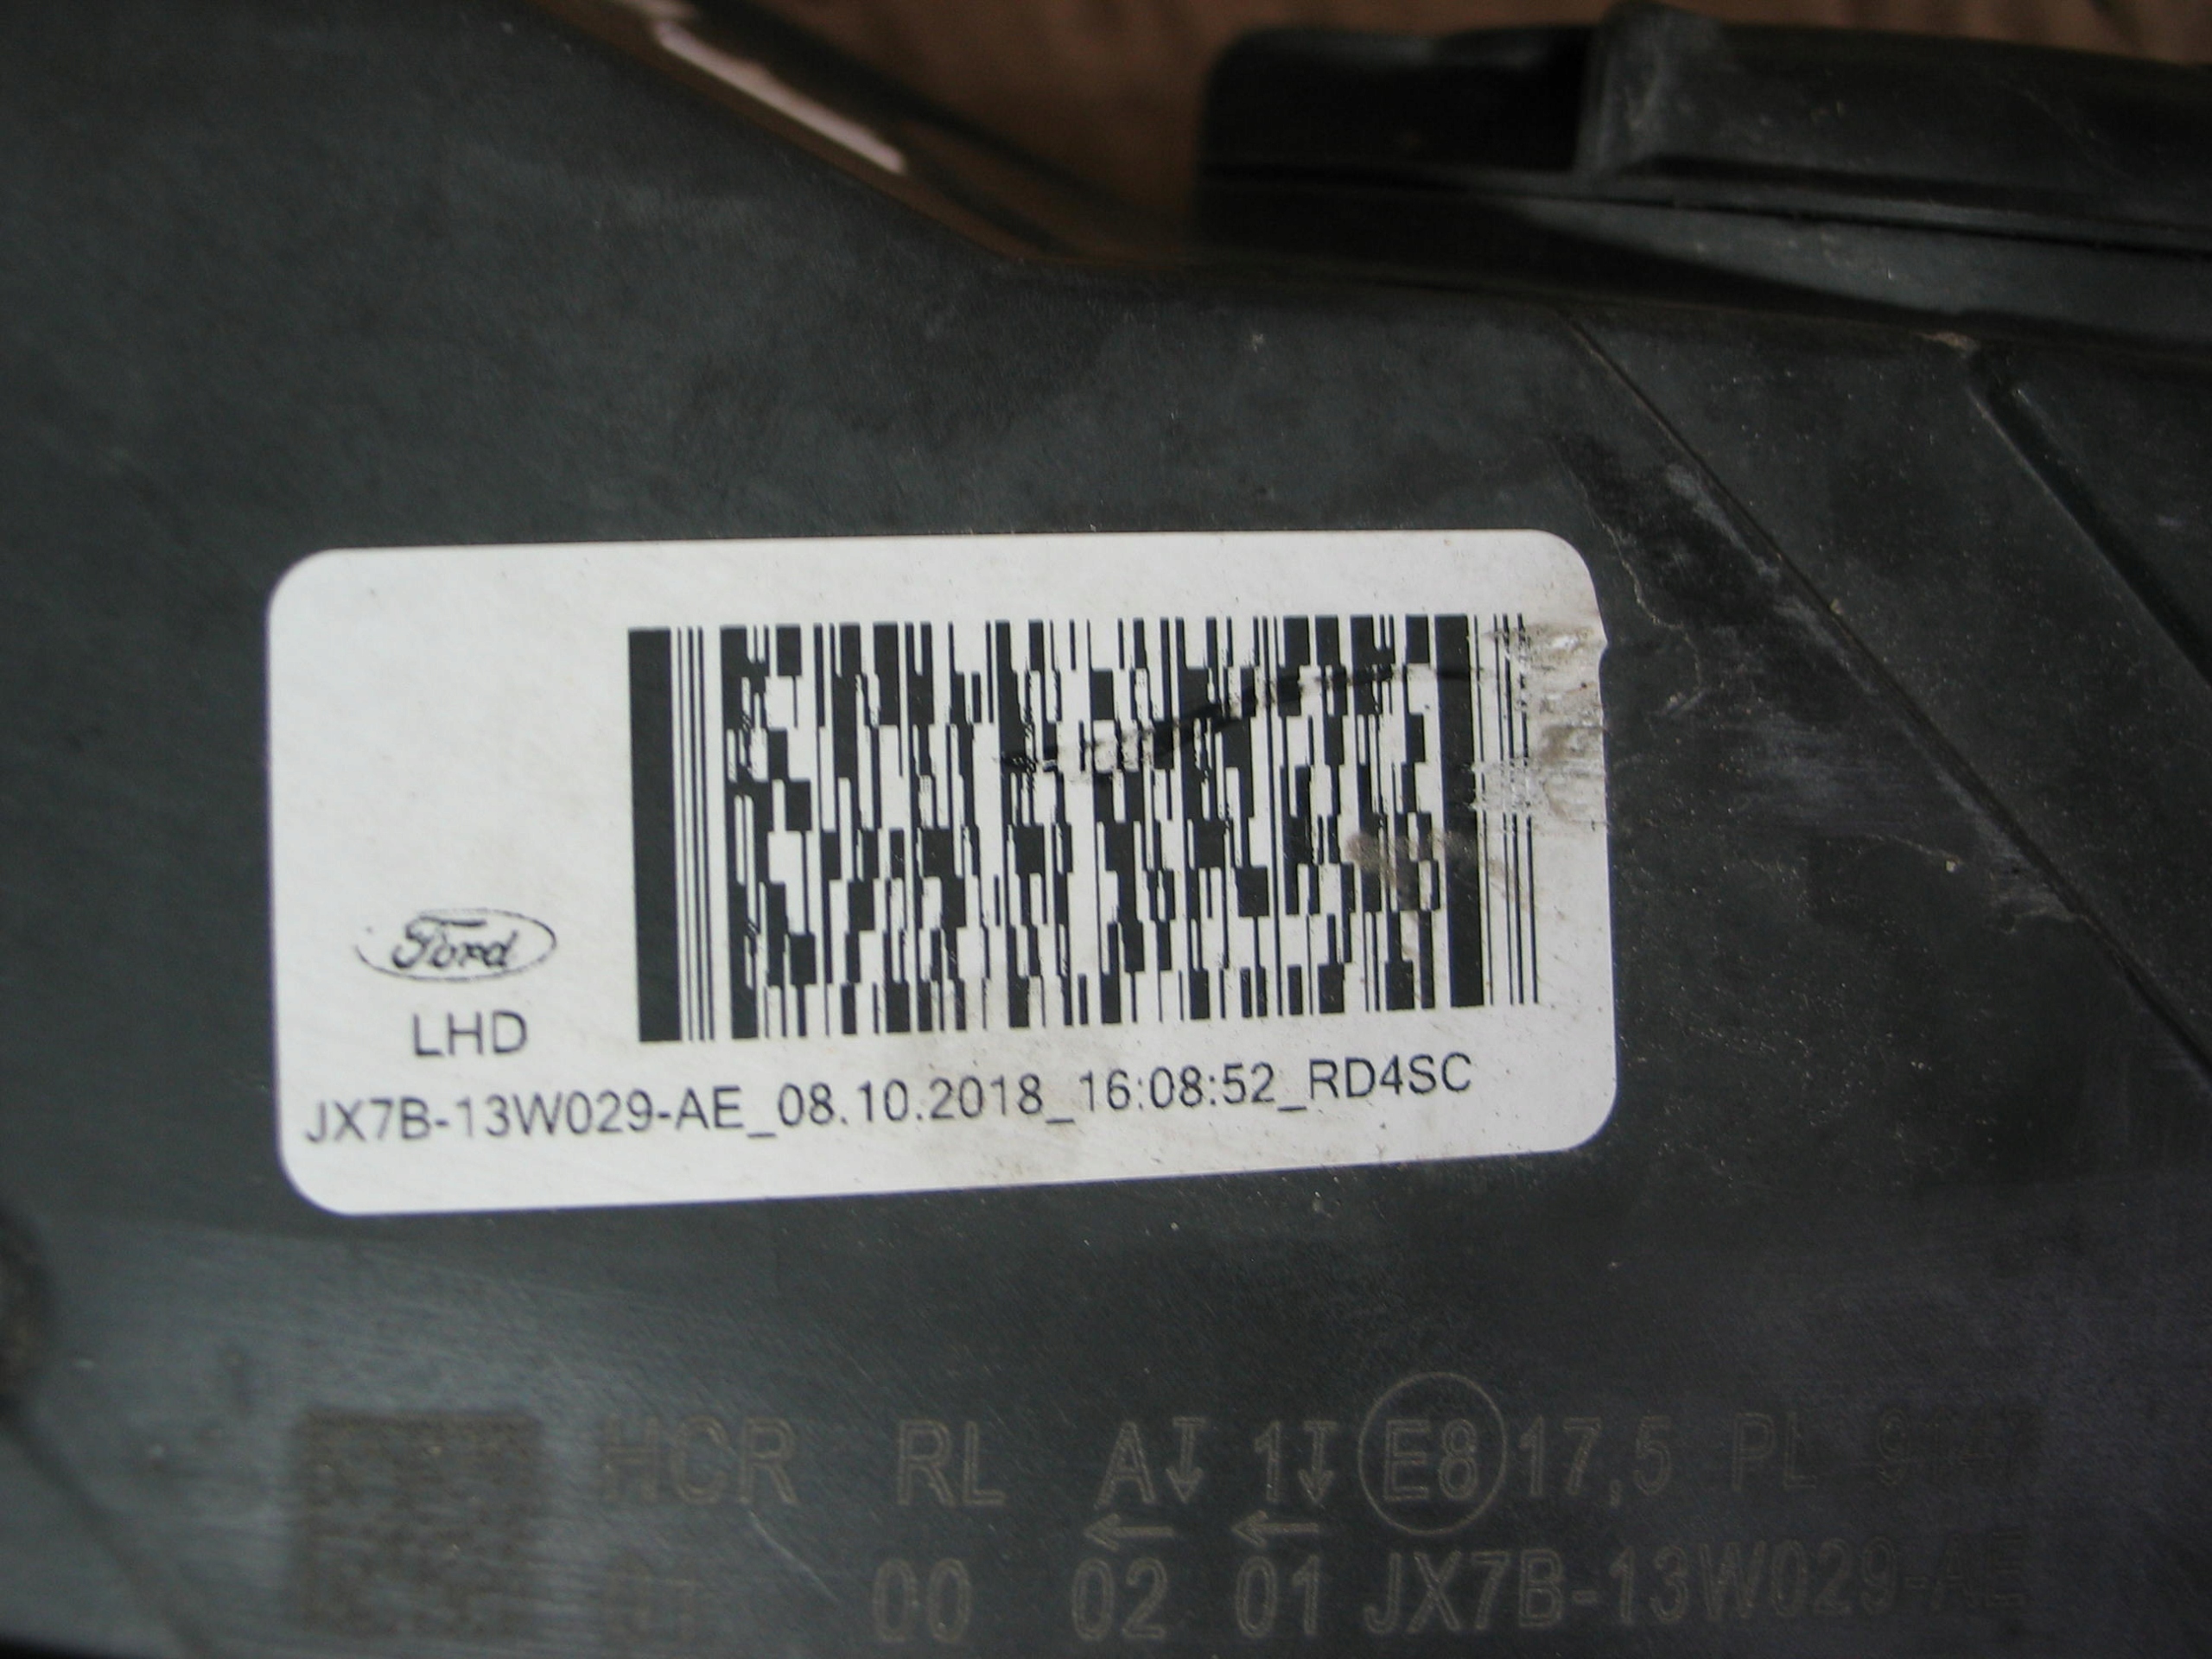 Ford
LHD
JX7B-13W029-AE_08.10.2018_16:08:52_RD4SC
HCR RL A↓ 1↓ E8 17,5 PL
← ←
00 02 01 JX7B-13W029-AE